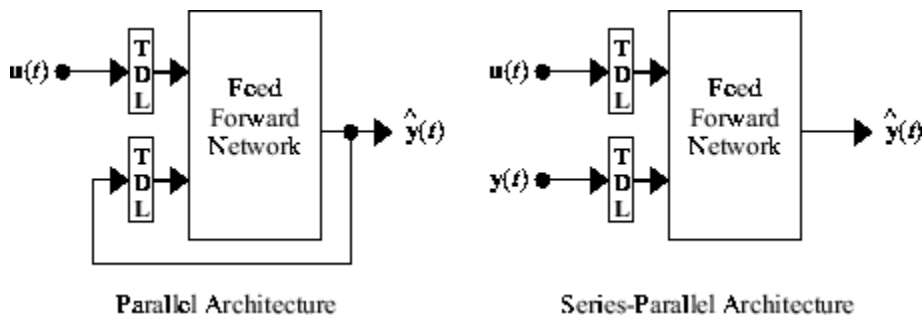 u(t)
T
D
L
T
D
L
Feed
Forward
Network
ŷ(t)
Parallel Architecture
u(t)
y(t)
T
D
L
T
D
L
Feed
Forward
Network
ŷ(t)
Series-Parallel Architecture